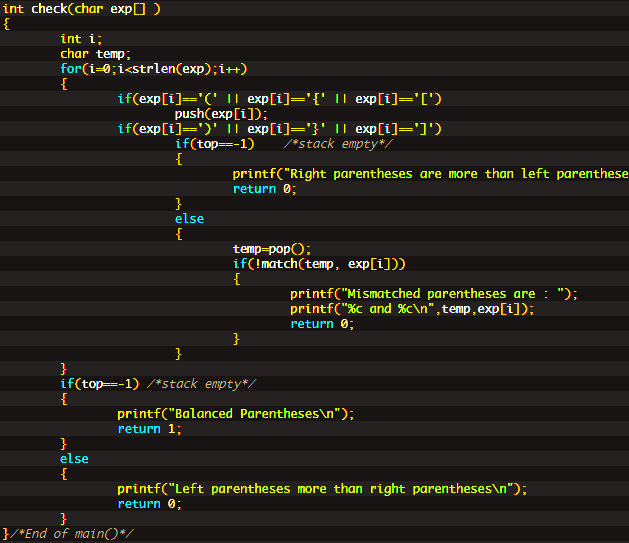 int check(char exp[] )
{
        int i;
        char temp;
        for(i=0;i<strlen(exp);i++)
        {
                if(exp[i]=='(' || exp[i]=='{' || exp[i]=='[')
                        push(exp[i]);
                if(exp[i]==')' || exp[i]=='}' || exp[i]==']')
                        if(top==-1)    /*stack empty*/
                        {
                                printf("Right parentheses are more than left parenthese
                                return 0;
                        }
                        else
                        {
                                temp=pop();
                                if(!match(temp, exp[i]))
                                {
                                        printf("Mismatched parentheses are : ");
                                        printf("%c and %c\n",temp,exp[i]);
                                        return 0;
                                }
                        }
        }
        if(top==-1) /*stack empty*/
        {
                printf("Balanced Parentheses\n");
                return 1;
        }
        else
        {
                printf("Left parentheses more than right parentheses\n");
                return 0;
        }
}/*End of main()*/